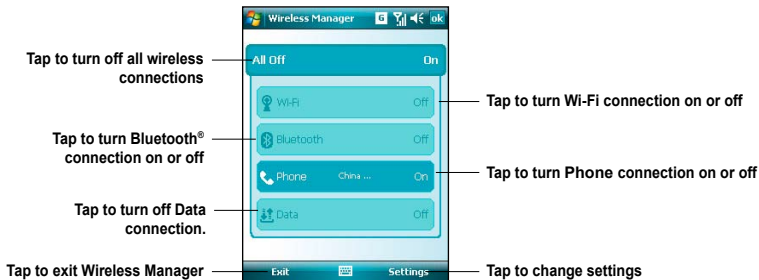 Wireless Manager G ok
Tap to turn off all wireless
connections
All Off On
Wi-Fi Off
Tap to turn Wi-Fi connection on or off
Tap to turn Bluetooth®
connection on or off
Bluetooth Off
Phone China ... On
Tap to turn Phone connection on or off
Tap to turn off Data
connection.
Data Off
Tap to exit Wireless Manager
Exit Settings
Tap to change settings